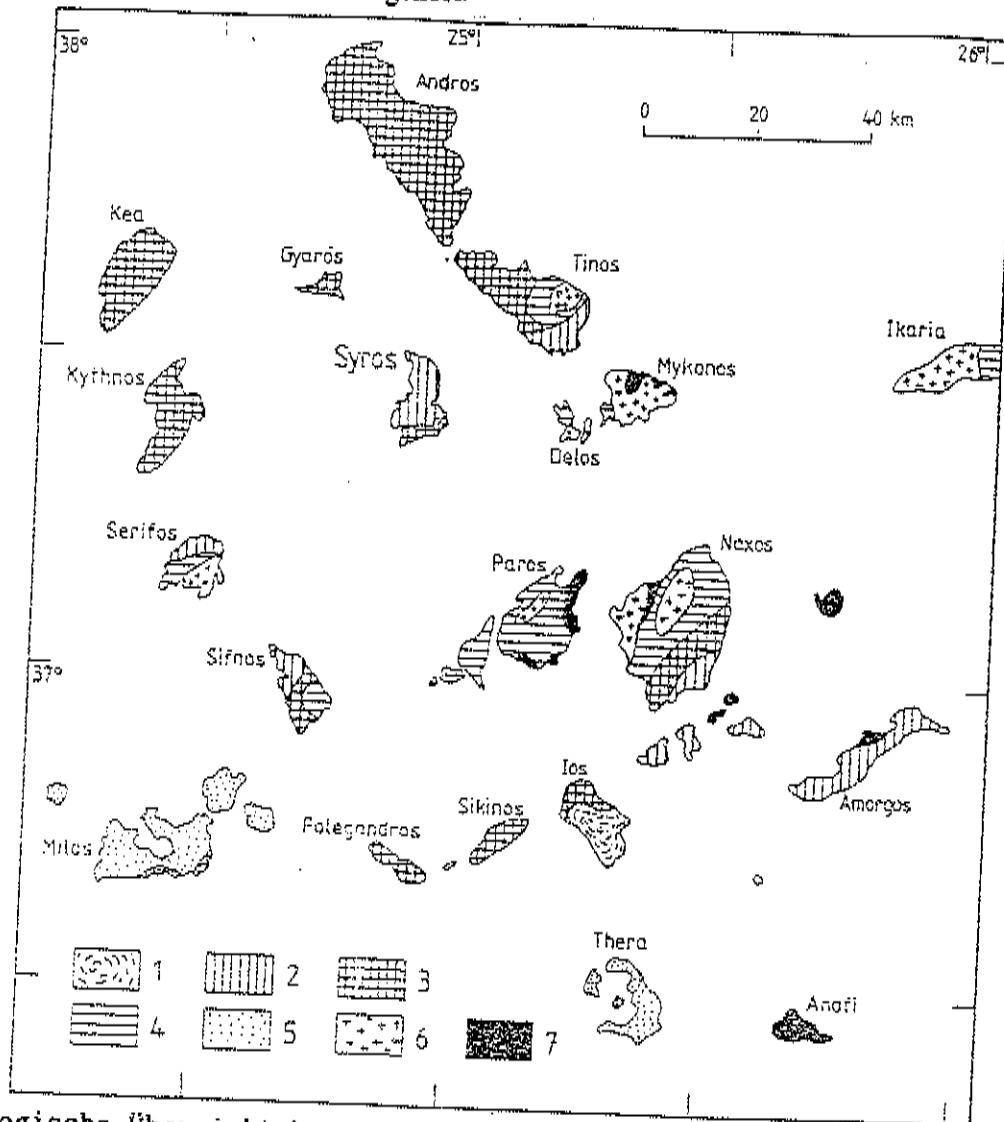 38°
25°
26°
Andros
0 20 40 km
Kea
Gyarós
Tinos
Ikaria
Syros
Kythnos
Mykonos
Delos
Serifos
Paros
Naxos
37°
Sifnos
Ios
Amorgos
Sikinos
Folegandros
Milos
Thera
1 2 3
Anafi
4 5 6 7